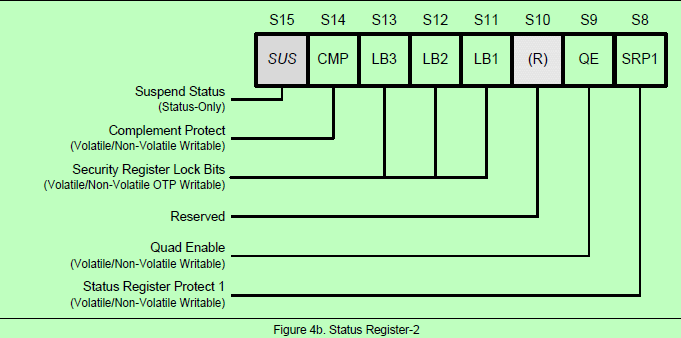 S15 S14 S13 S12 S11 S10 S9 S8
SUS CMP LB3 LB2 LB1 (R) QE SRP1
Suspend Status
(Status-Only)
Complement Protect
(Volatile/Non-Volatile Writable)
Security Register Lock Bits
(Volatile/Non-Volatile OTP Writable)
Reserved
Quad Enable
(Volatile/Non-Volatile Writable)
Status Register Protect 1
(Volatile/Non-Volatile Writable)
Figure 4b. Status Register-2